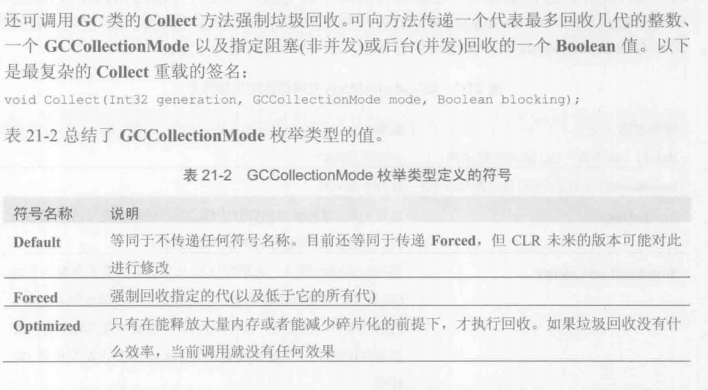 还可调用 GC 类的 Collect 方法强制垃圾回收。可向方法传递一个代表最多回收几代的整数、
一个 GCCollectionMode 以及指定阻塞(非并发)或后台(并发)回收的一个 Boolean 值。以下
是最复杂的 Collect 重载的签名：
void Collect(Int32 generation, GCCollectionMode mode, Boolean blocking);
表 21-2 总结了 GCCollectionMode 枚举类型的值。
表 21-2 GCCollectionMode 枚举类型定义的符号
符号名称 说明
Default 等同于不传递任何符号名称。目前还等同于传递 Forced，但 CLR 未来的版本可能对此
进行修改
Forced 强制回收指定的代(以及低于它的所有代)
Optimized 只有在能释放大量内存或者能减少碎片化的前提下，才执行回收。如果垃圾回收没有什
么效率，当前调用就没有任何效果